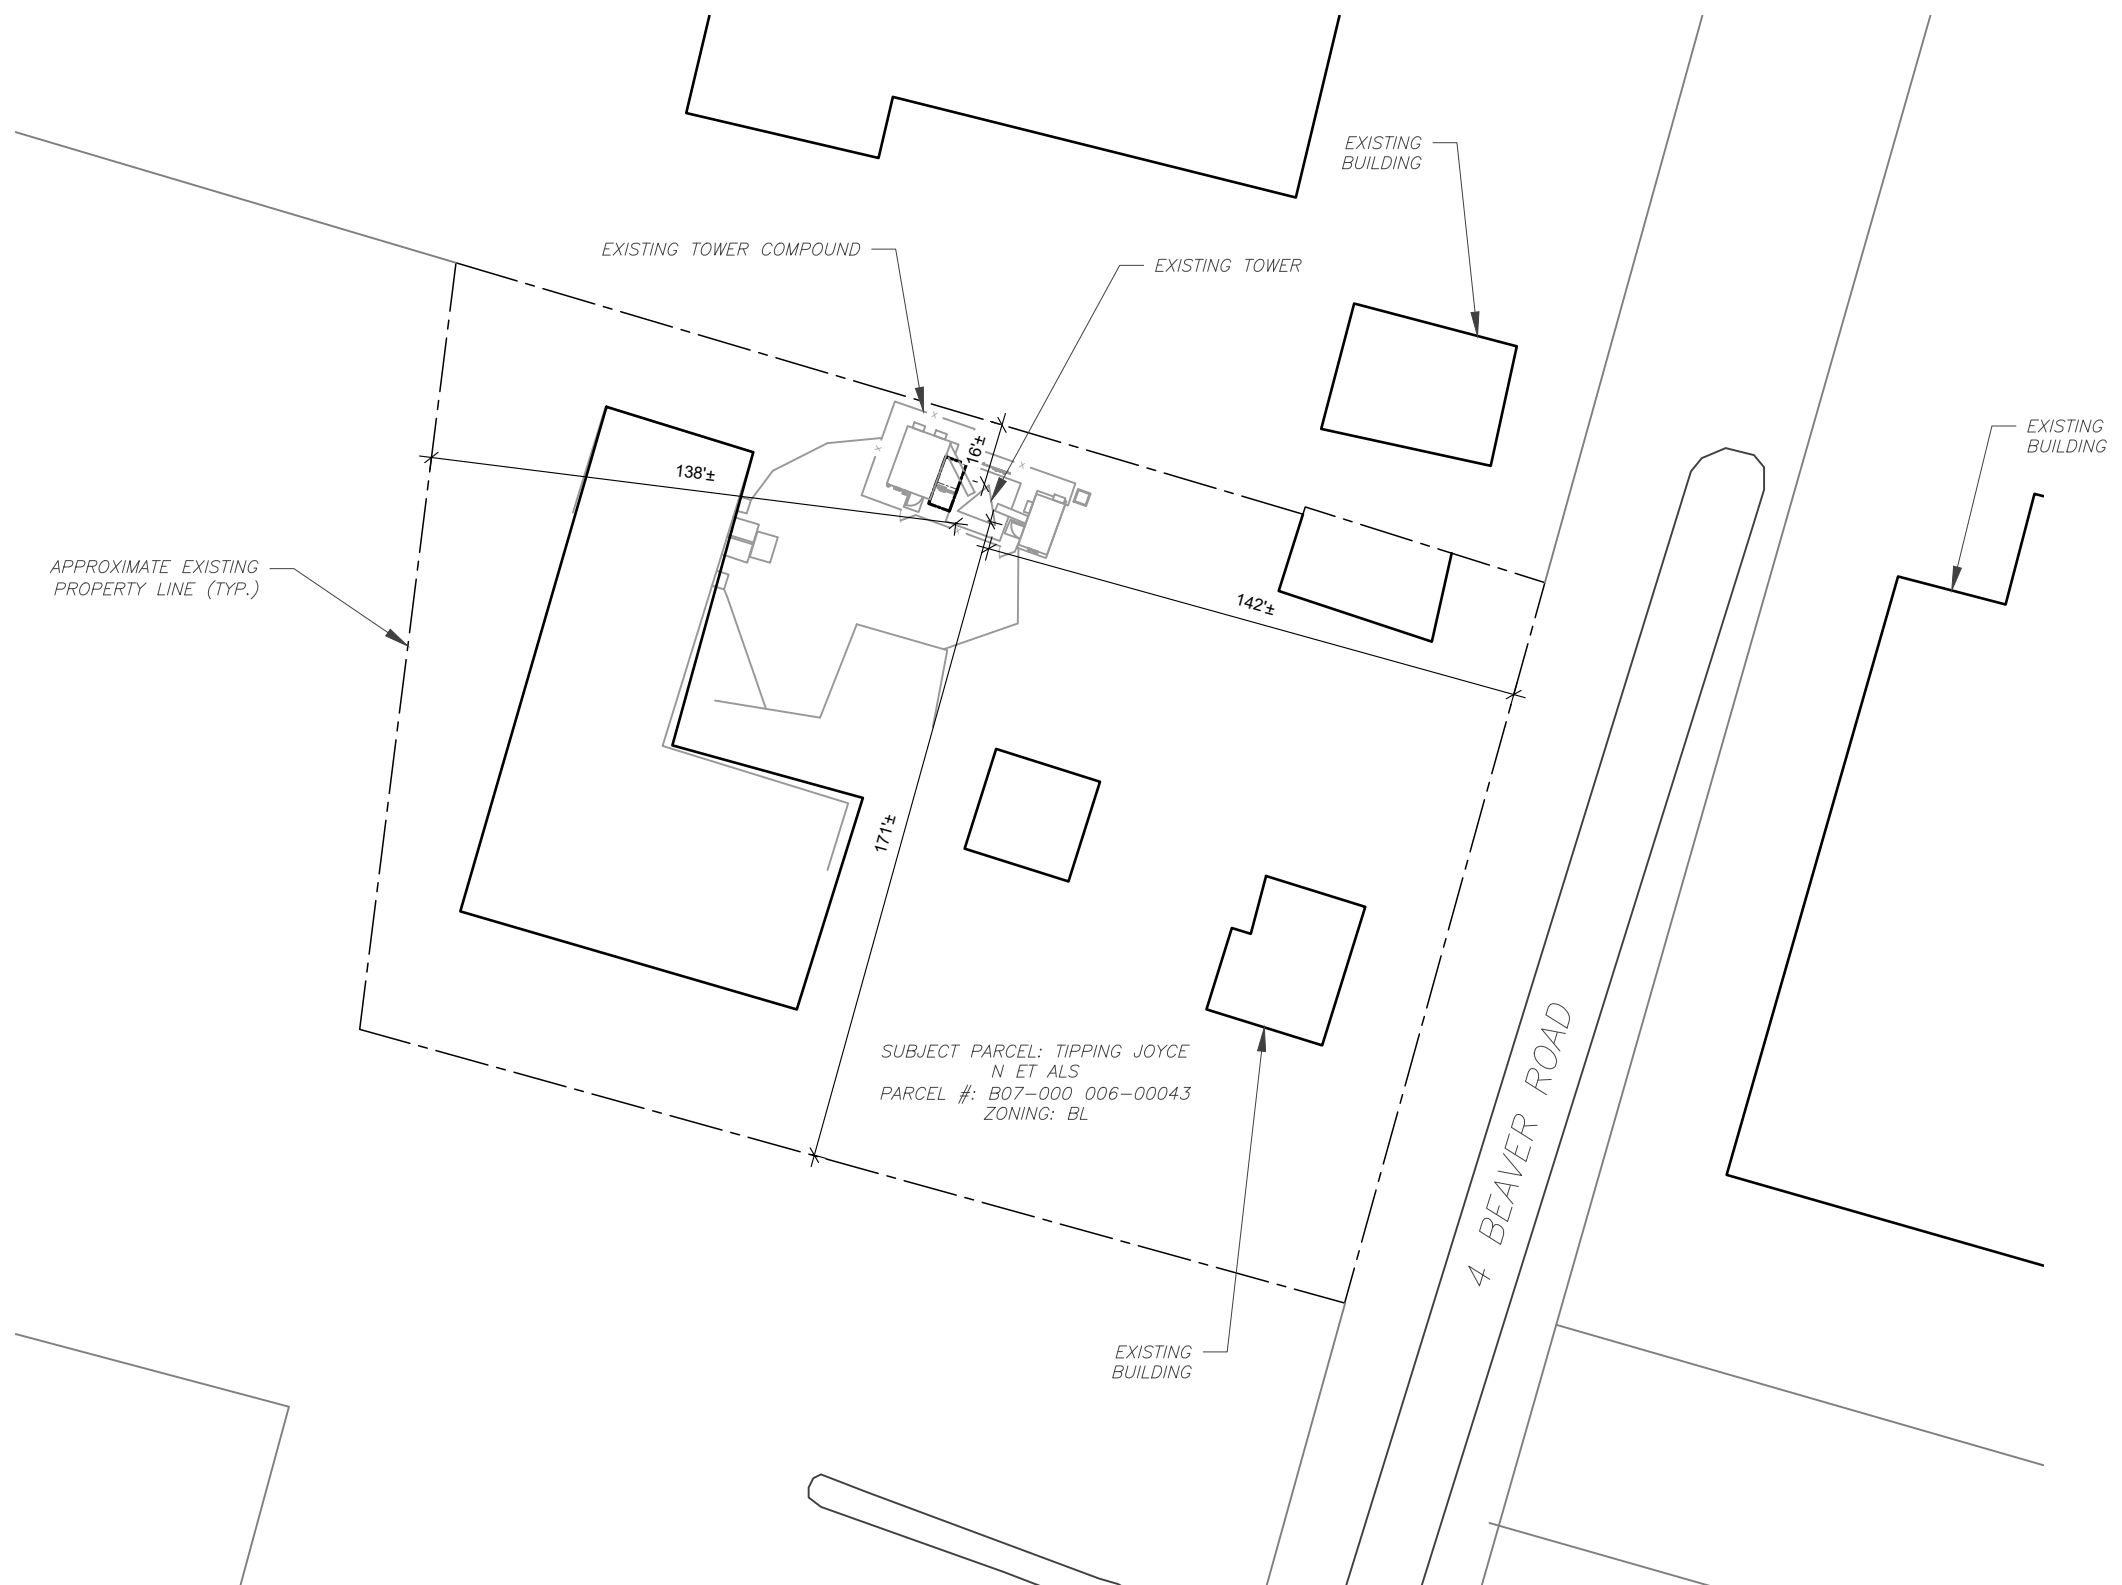 EXISTING
BUILDING
EXISTING TOWER COMPOUND
EXISTING TOWER
EXISTING
BUILDING
16'±
138'±
APPROXIMATE EXISTING
PROPERTY LINE (TYP.)
142'±
171'±
SUBJECT PARCEL: TIPPING JOYCE
N ET ALS
PARCEL #: B07-000 006-00043
ZONING: BL
4 BEAVER ROAD
EXISTING
BUILDING